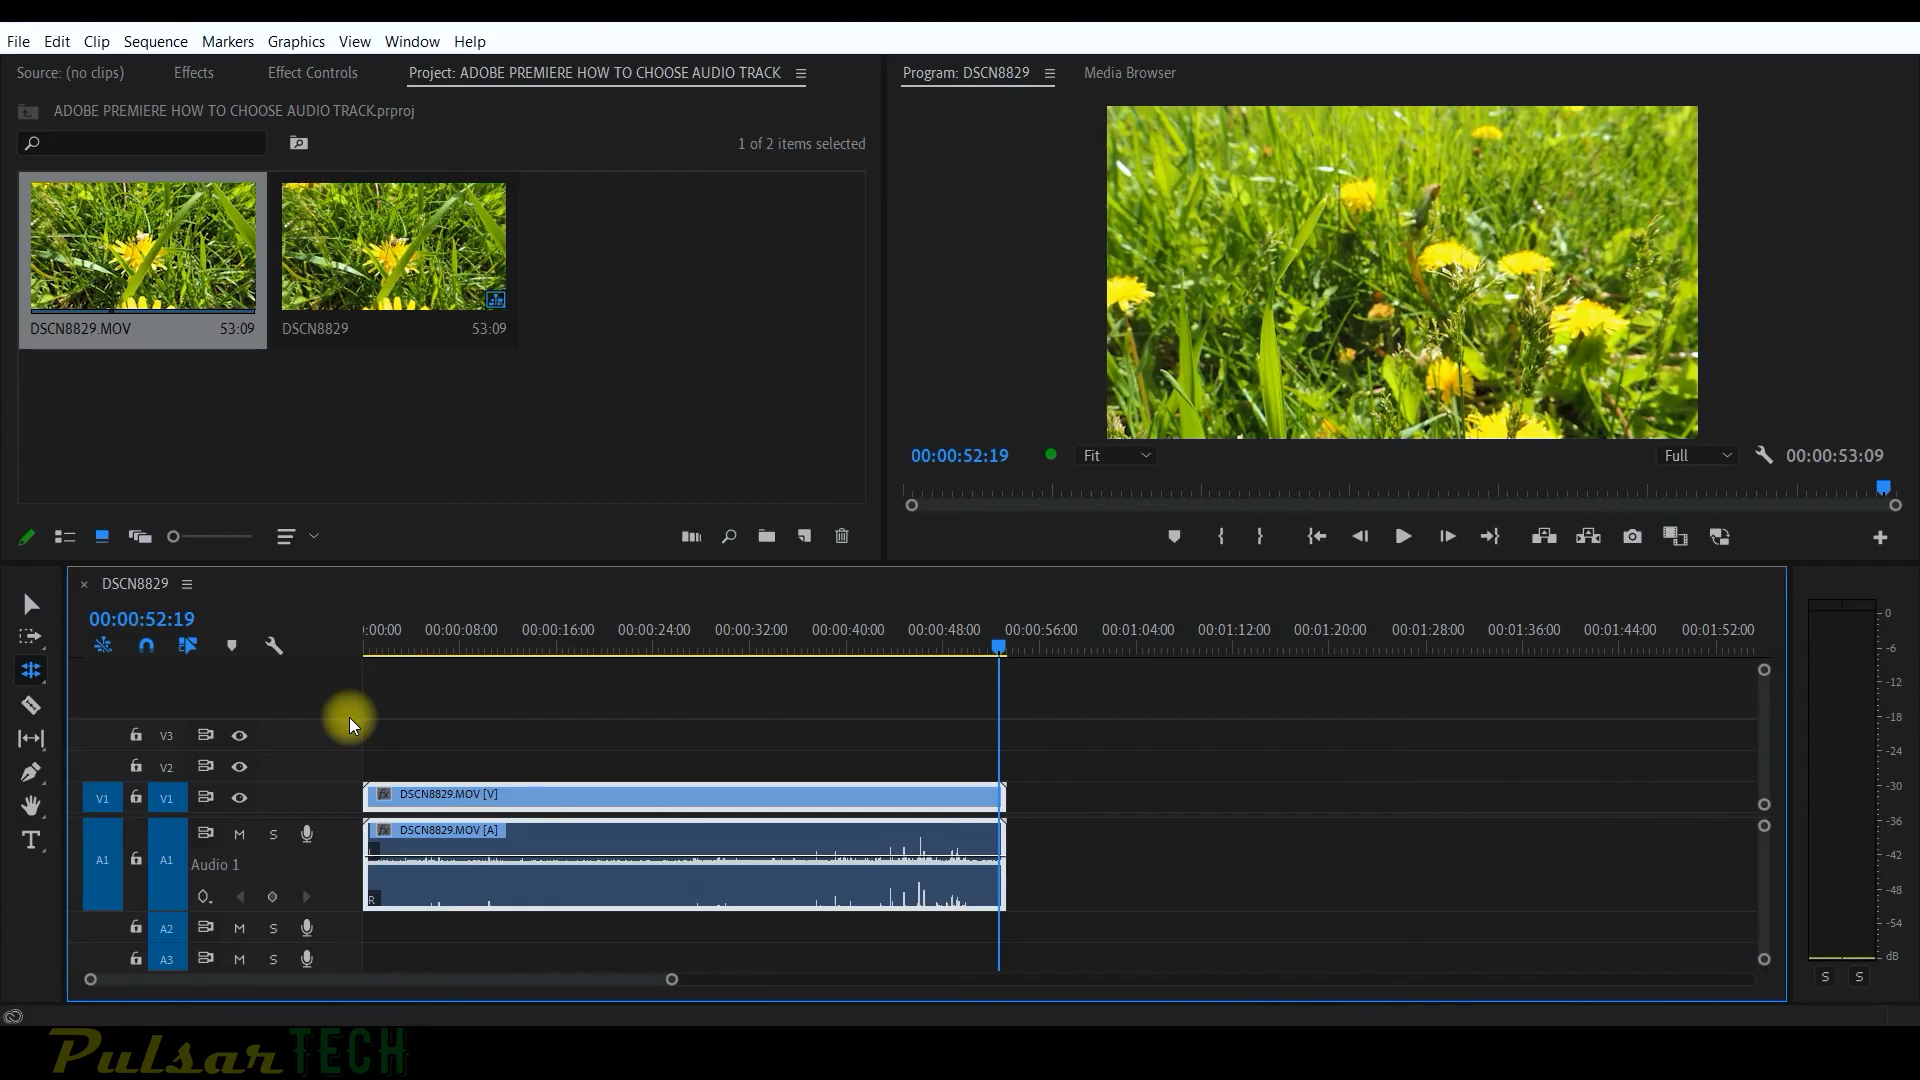 File Edit Clip Sequence Markers Graphics View Window Help
Source: (no clips) Effects Effect Controls Project: ADOBE PREMIERE HOW TO CHOOSE AUDIO TRACK
Program: DSCN8829 Media Browser
ADOBE PREMIERE HOW TO CHOOSE AUDIO TRACK.prproj
1 of 2 items selected
DSCN8829.MOV 53:09
DSCN8829 53:09
00:00:52:19 Fit Full 00:00:53:09
DSCN8829
00:00:52:19
:00:00 00:00:08:00 00:00:16:00 00:00:24:00 00:00:32:00 00:00:40:00 00:00:48:00 00:00:56:00 00:01:04:00 00:01:12:00 00:01:20:00 00:01:28:00 00:01:36:00 00:01:44:00 00:01:52:00
V3
V2
V1 V1 fx DSCN8829.MOV [V]
A1 A1 M S fx DSCN8829.MOV [A]
L
Audio 1
R
A2 M S
A3 M S
0
-6
-12
-18
-24
-30
-36
-42
-48
-54
dB
S S
T
Pulsar TECH